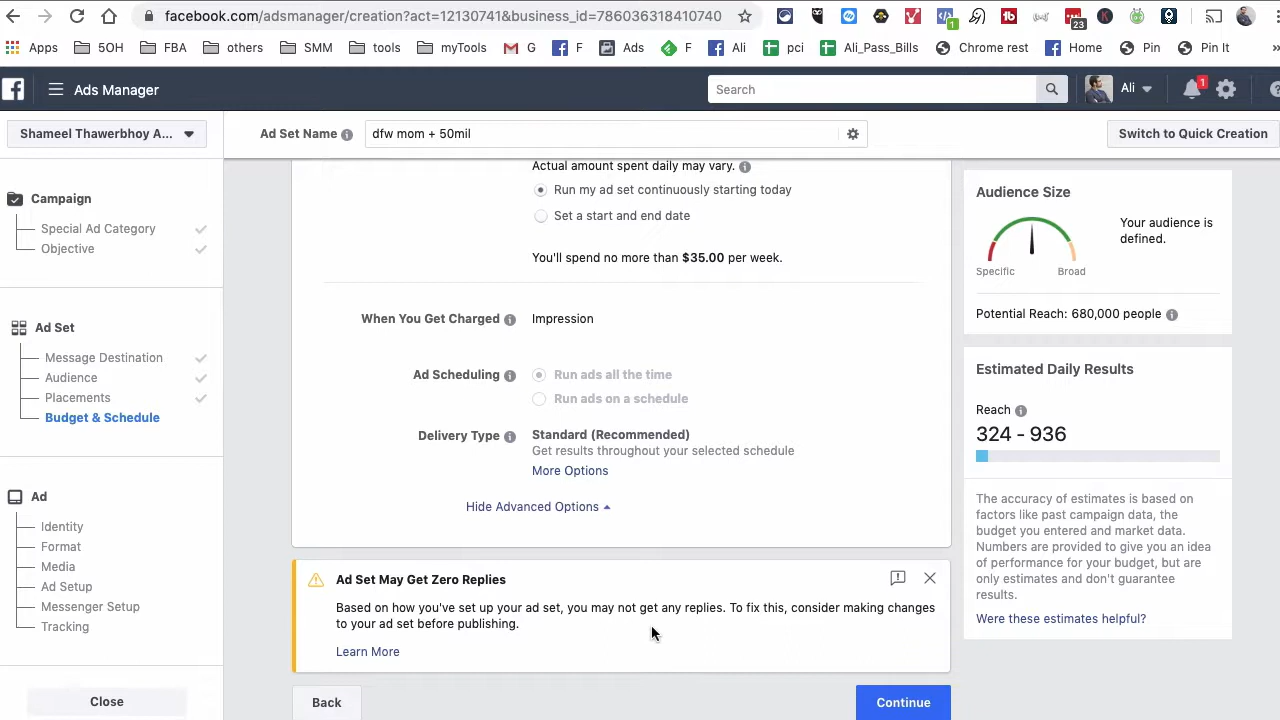 facebook.com/adsmanager/creation?act=12130741&business_id=786036318410740
1
23
Apps 5OH FBA others SMM tools myTools G F Ads F Ali pci Ali_Pass_Bills Chrome rest Home Pin Pin It »
Ads Manager
Search
Ali
1
Shameel Thawerbhoy A...
Ad Set Name
dfw mom + 50mil
Switch to Quick Creation
Campaign
Special Ad Category
Objective
Ad Set
Message Destination
Audience
Placements
Budget & Schedule
Ad
Identity
Format
Media
Ad Setup
Messenger Setup
Tracking
Close
Actual amount spent daily may vary.
Run my ad set continuously starting today
Set a start and end date
You'll spend no more than $35.00 per week.
When You Get Charged
Impression
Ad Scheduling
Run ads all the time
Run ads on a schedule
Delivery Type
Standard (Recommended)
Get results throughout your selected schedule
More Options
Hide Advanced Options
Ad Set May Get Zero Replies
Based on how you've set up your ad set, you may not get any replies. To fix this, consider making changes
to your ad set before publishing.
Learn More
Back
Continue
Audience Size
Your audience is
defined.
Specific
Broad
Potential Reach: 680,000 people
Estimated Daily Results
Reach
324 - 936
The accuracy of estimates is based on
factors like past campaign data, the
budget you entered and market data.
Numbers are provided to give you an idea
of performance for your budget, but are
only estimates and don't guarantee
results.
Were these estimates helpful?